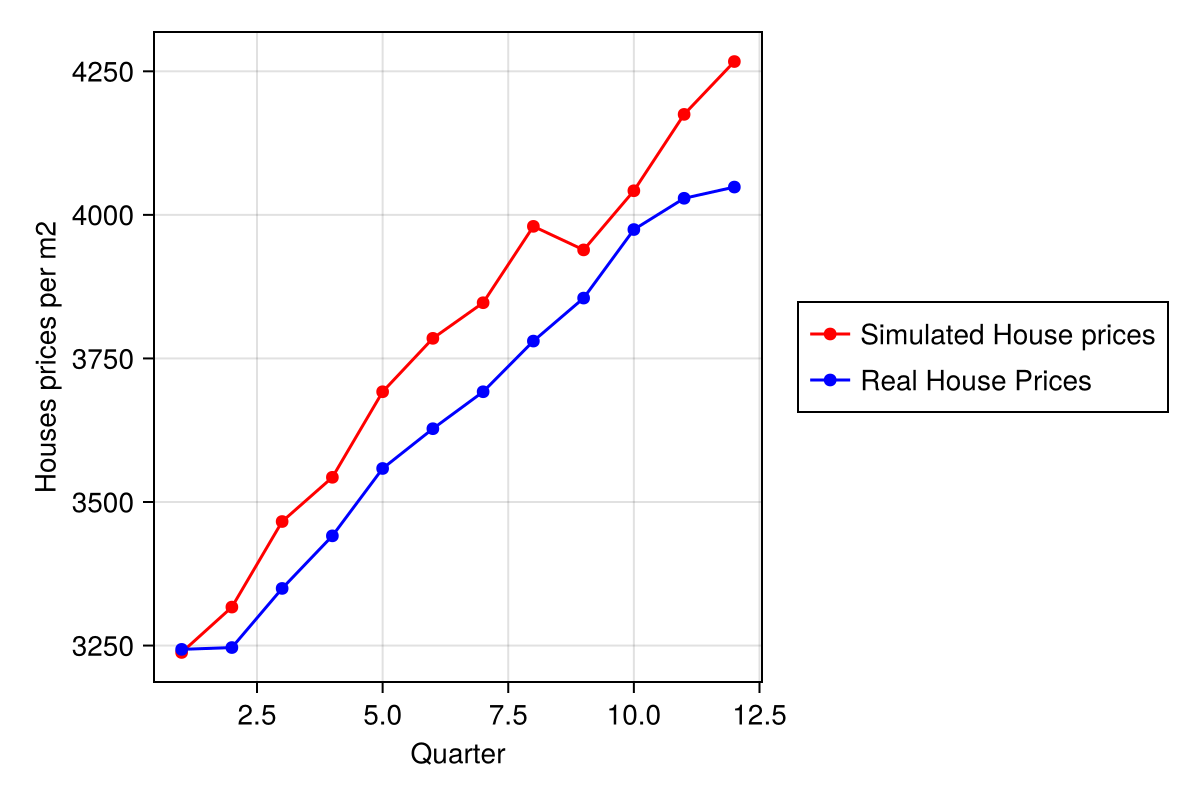 4250
4000
3750
3500
3250
Houses prices per m2
2.5 5.0 7.5 10.0 12.5
Quarter
Simulated House prices
Real House Prices